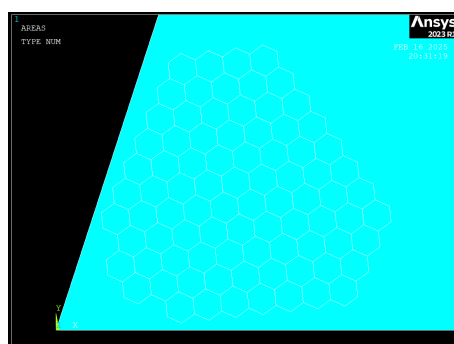 1
AREAS
TYPE NUM
Ansys
2023 R1
FEB 16 2025
20:31:19
Y
X